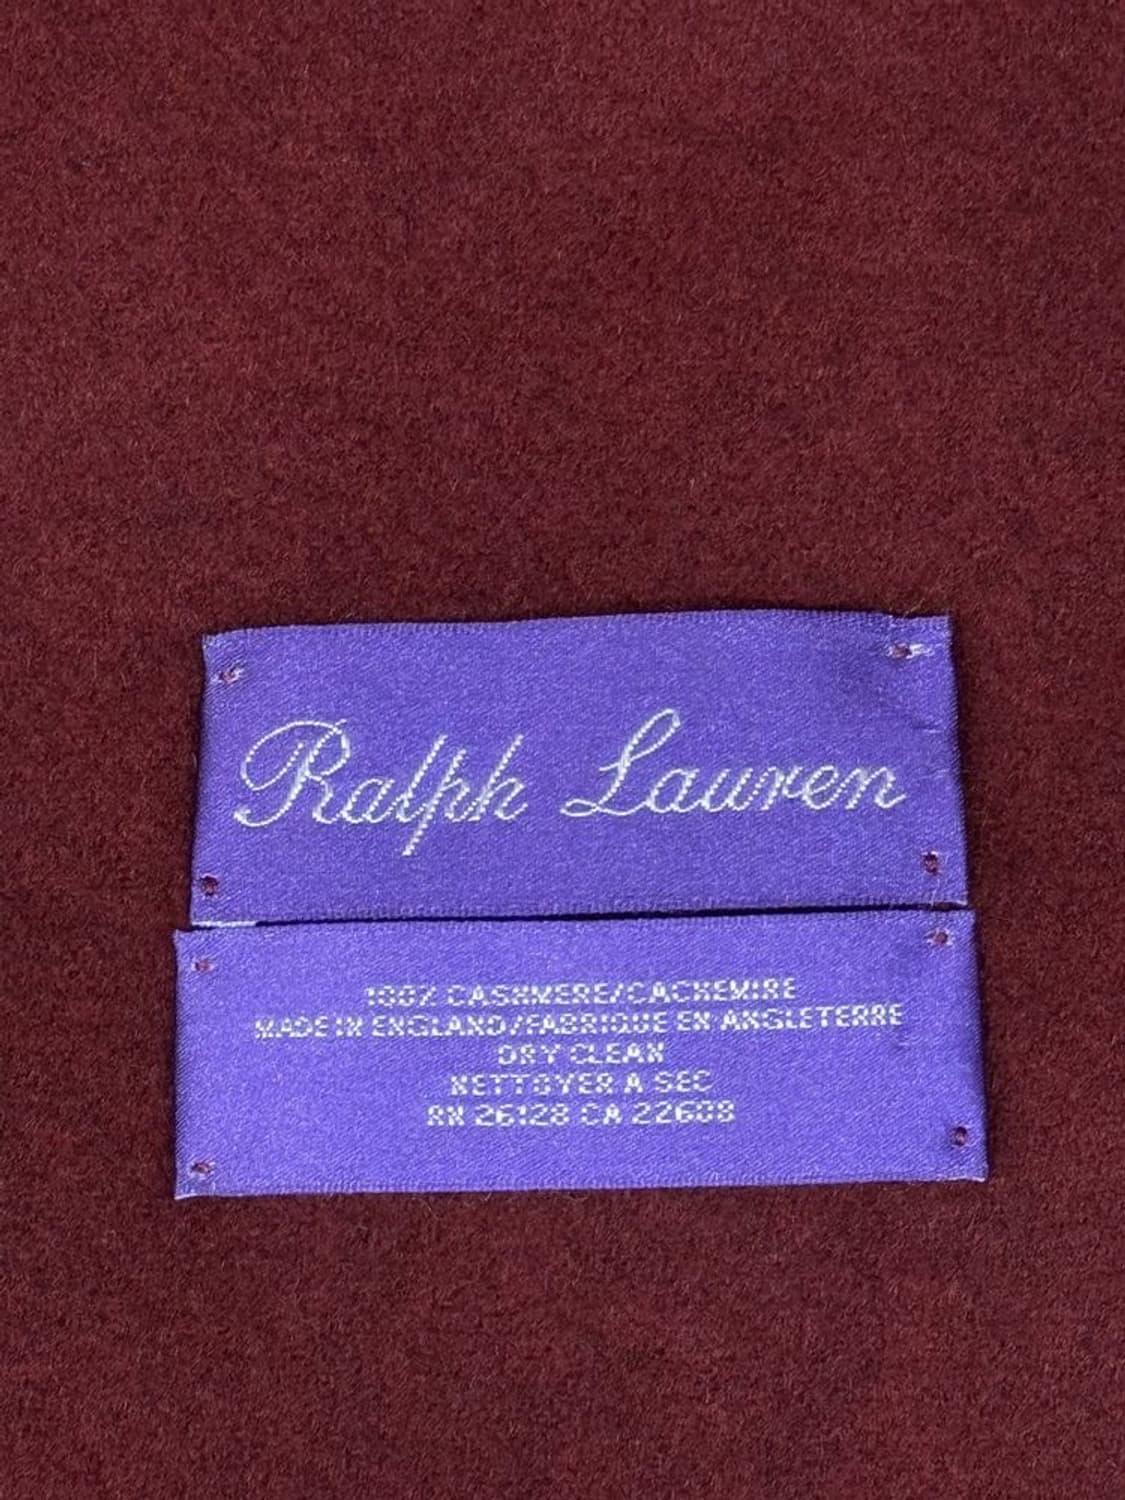 Ralph Lauren
100% CASHMERE/CACHEMIRE
MADE IN ENGLAND/FABRIQUE EN ANGLETERRE
DRY CLEAN
NETTOYER A SEC
RN 26128 CA 22608